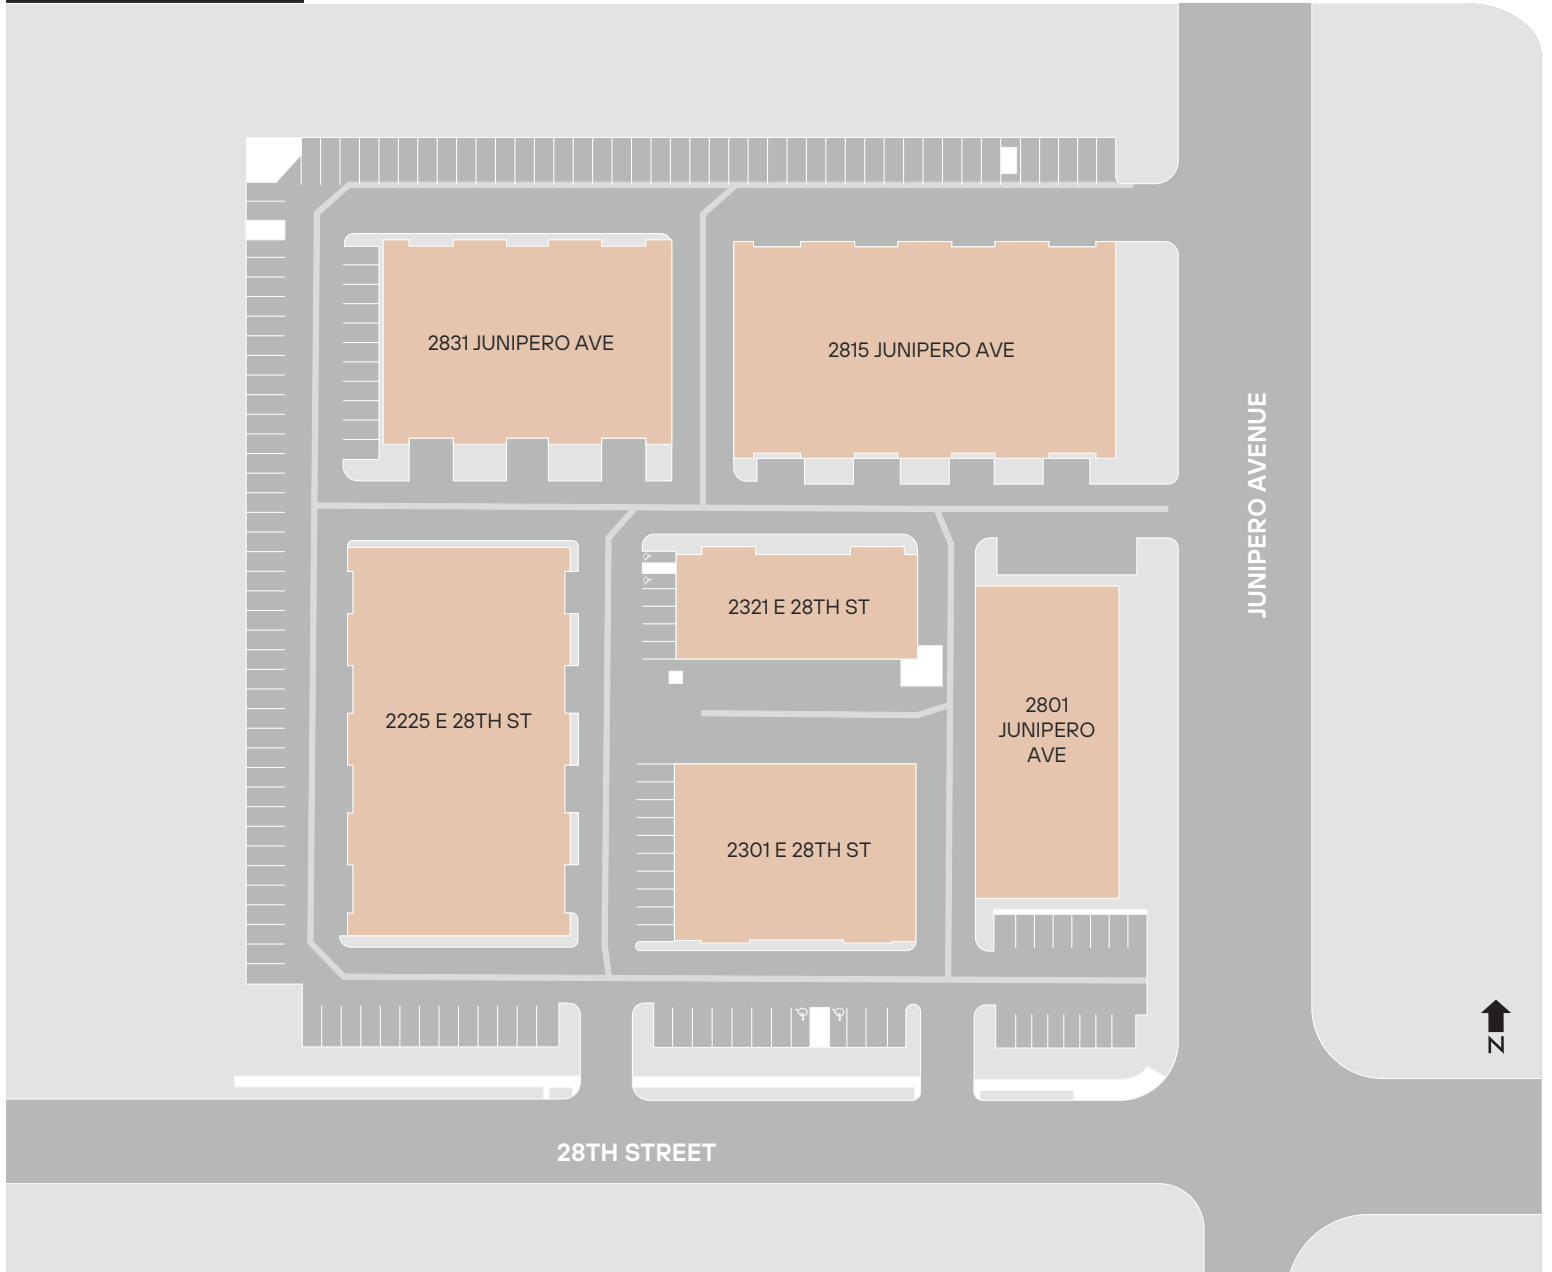 2831 JUNIPERO AVE
2815 JUNIPERO AVE
JUNIPERO AVENUE
2321 E 28TH ST
2225 E 28TH ST
2801
JUNIPERO
AVE
2301 E 28TH ST
N
28TH STREET